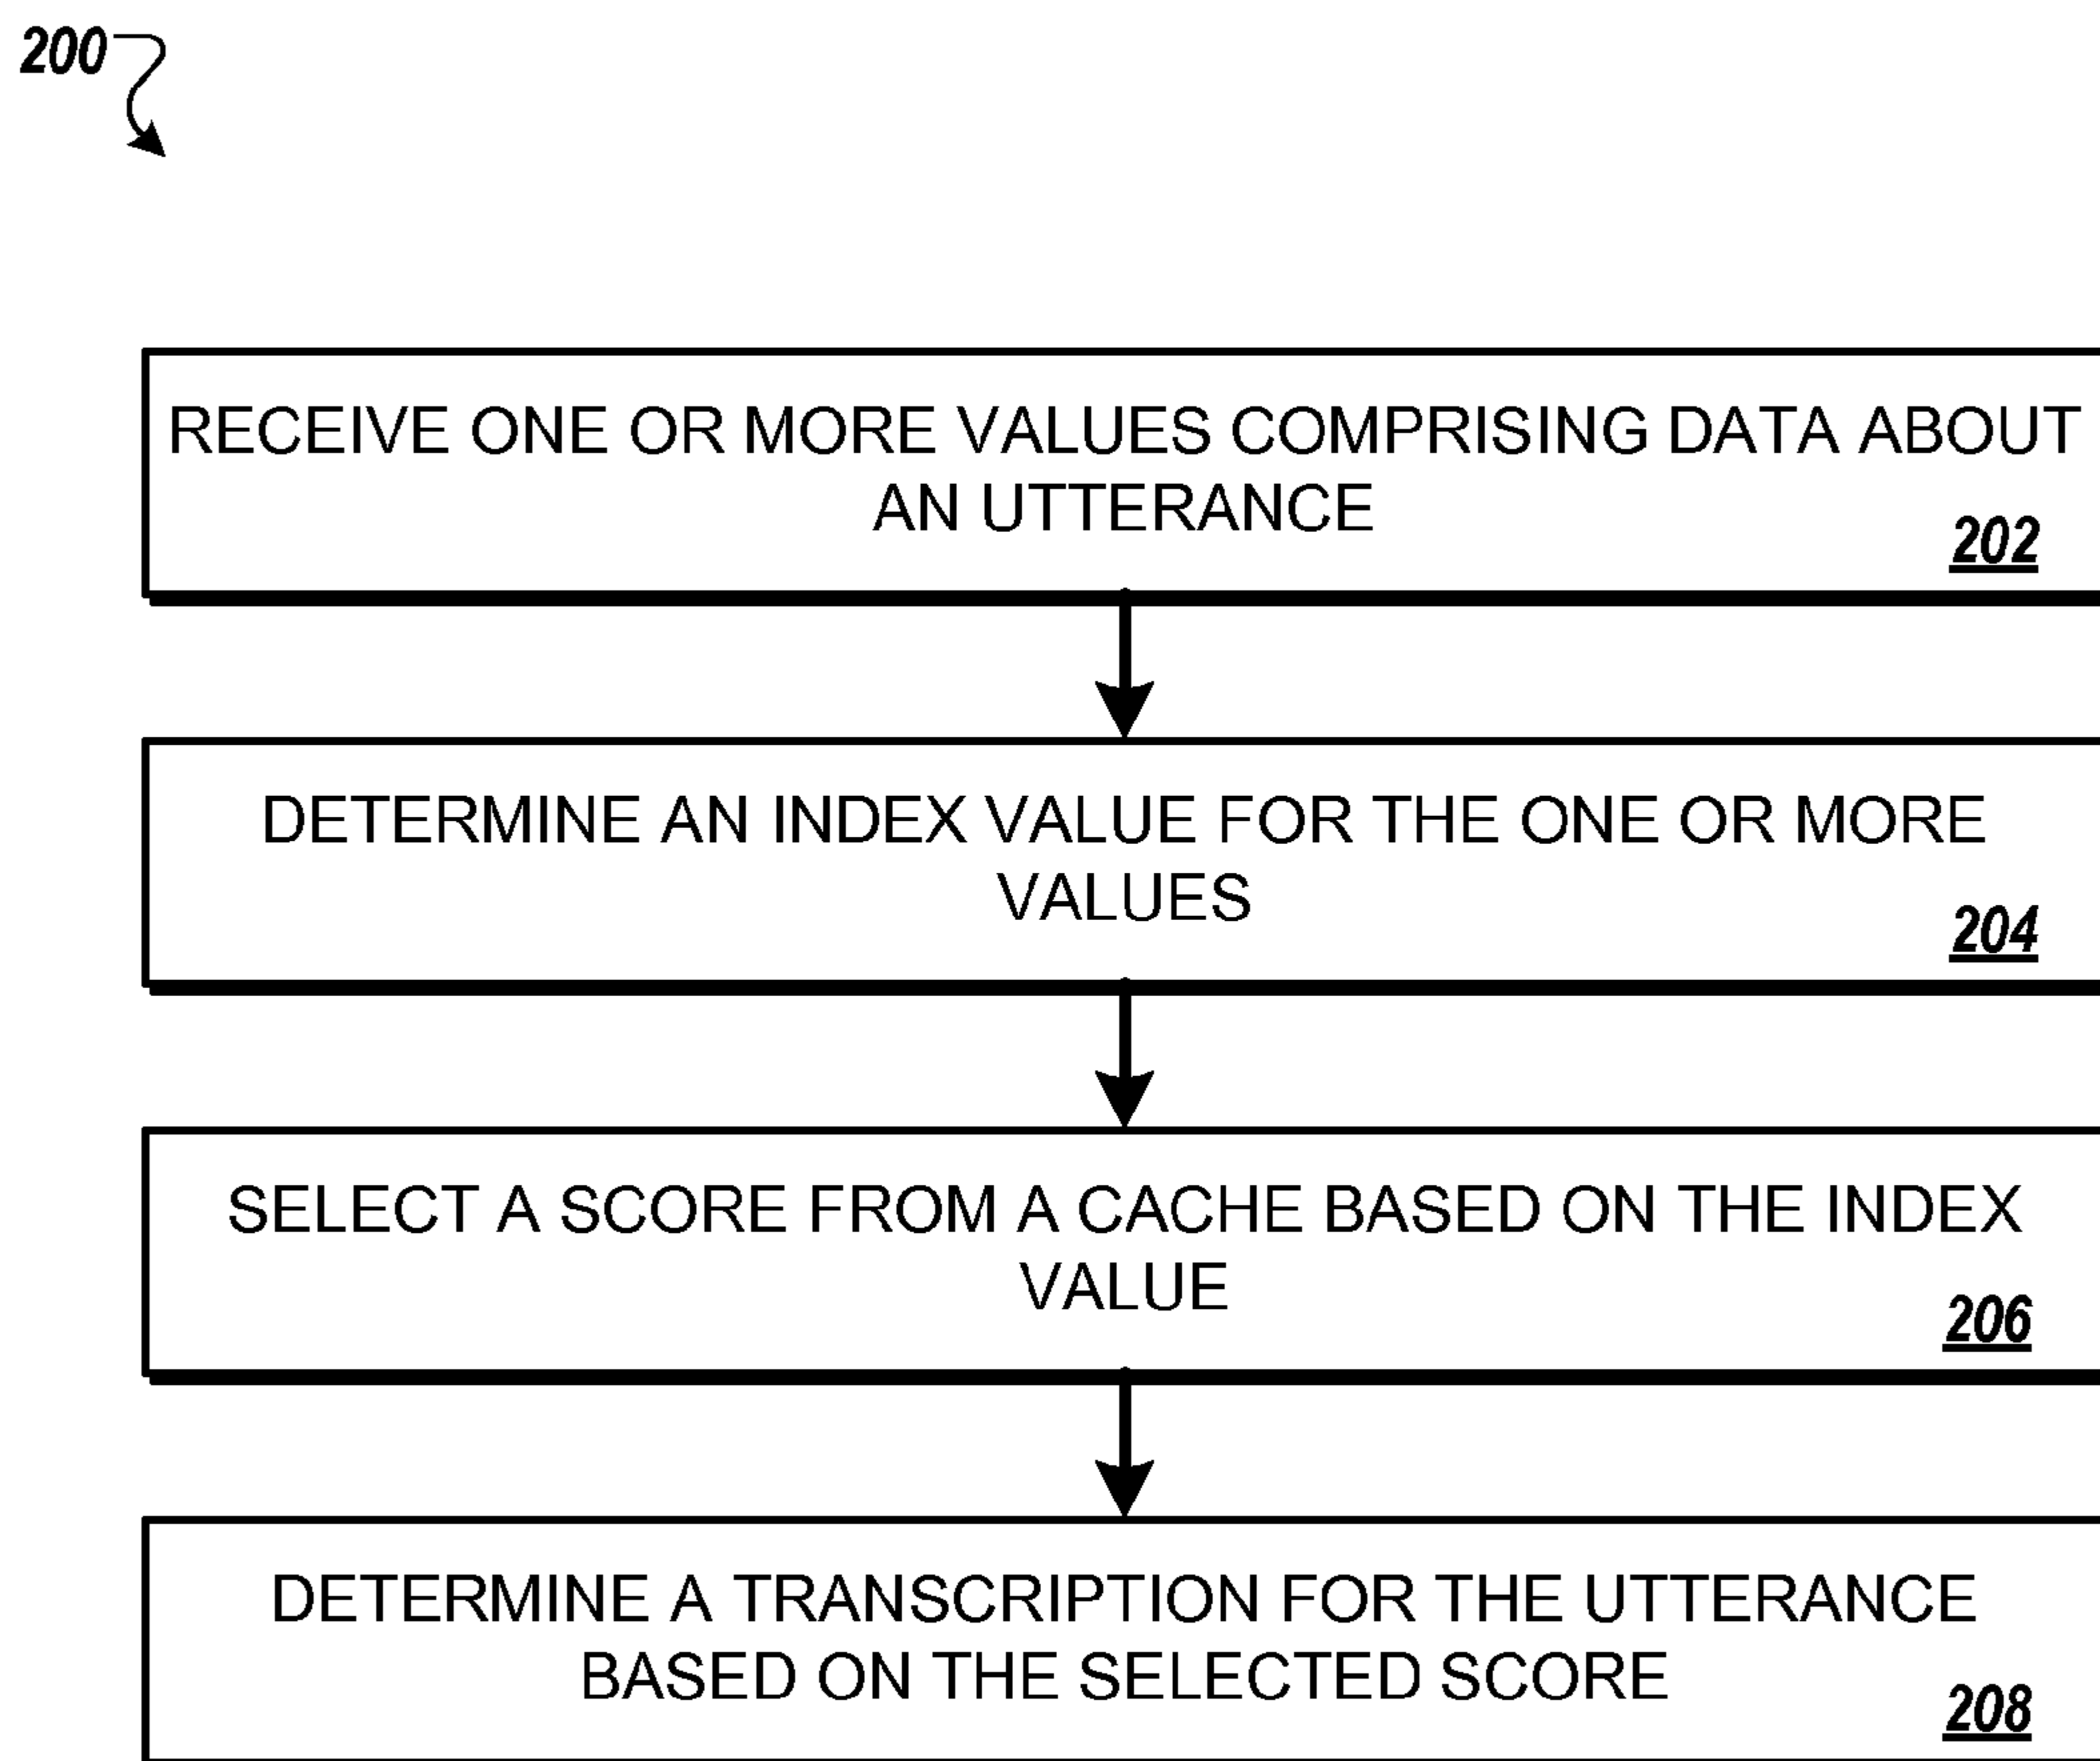 200
RECEIVE ONE OR MORE VALUES COMPRISING DATA ABOUT
AN UTTERANCE
202
DETERMINE AN INDEX VALUE FOR THE ONE OR MORE
VALUES
204
SELECT A SCORE FROM A CACHE BASED ON THE INDEX
VALUE
206
DETERMINE A TRANSCRIPTION FOR THE UTTERANCE
BASED ON THE SELECTED SCORE
208